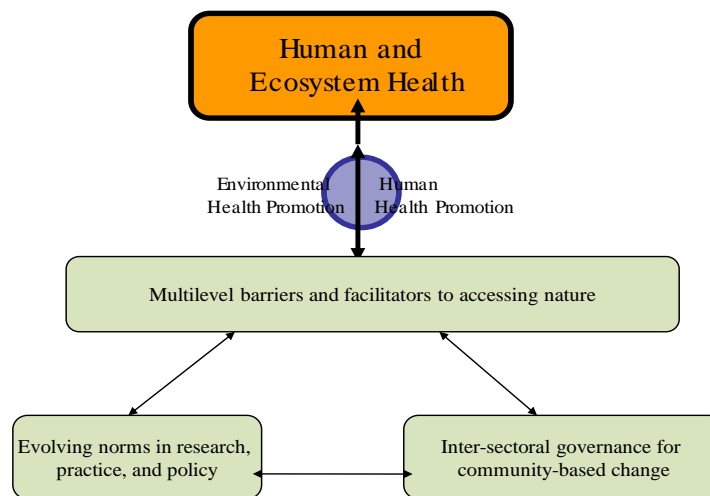 Human and
Ecosystem Health
Environmental Human
Health Promotion Health Promotion
Multilevel barriers and facilitators to accessing nature
Evolving norms in research,
practice, and policy
Inter-sectoral governance for
community-based change